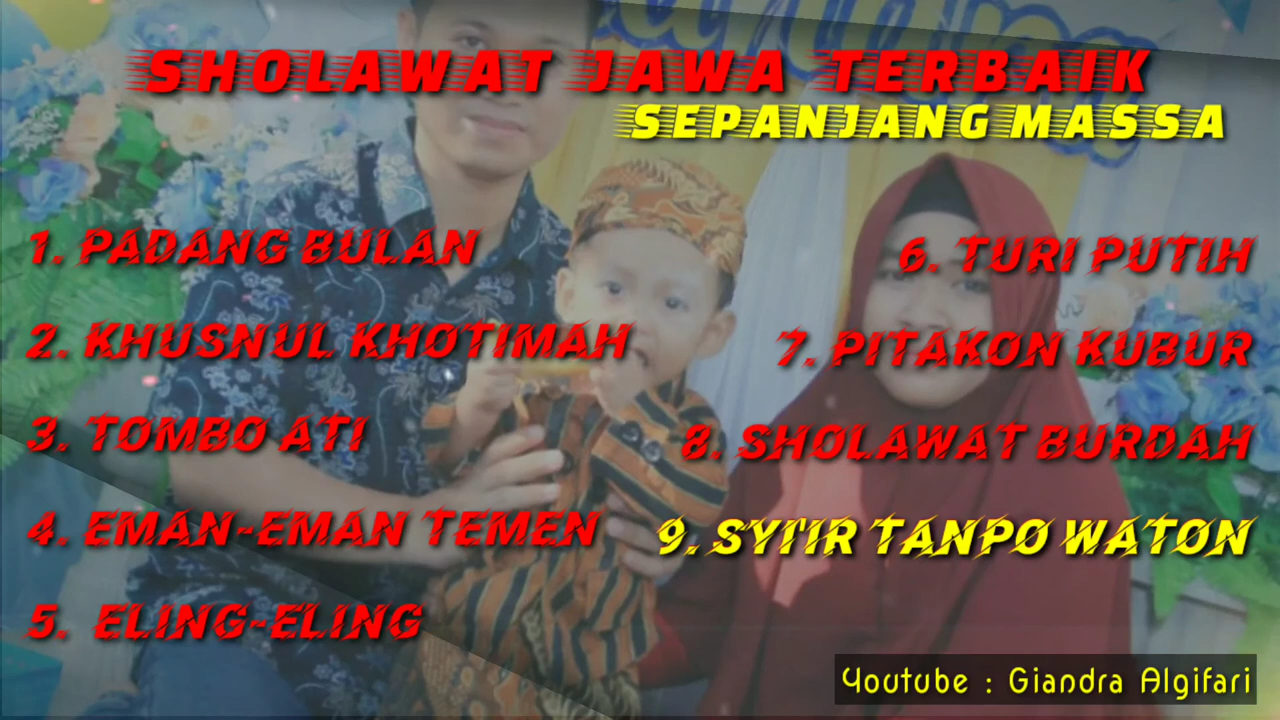 SHOLAWAT JAWA TERBAIK
SEPANJANG MASSA
1. PADANG BULAN
2. KHUSNUL KHOTIMAH
3. TOMBO ATI
4. EMAN-EMAN TEMEN
5. ELING-ELING
6. TURI PUTIH
7. PITAKON KUBUR
8. SHOLAWAT BURDAH
9. SYI'IR TANPO WATON
Youtube : Giandra Algifari